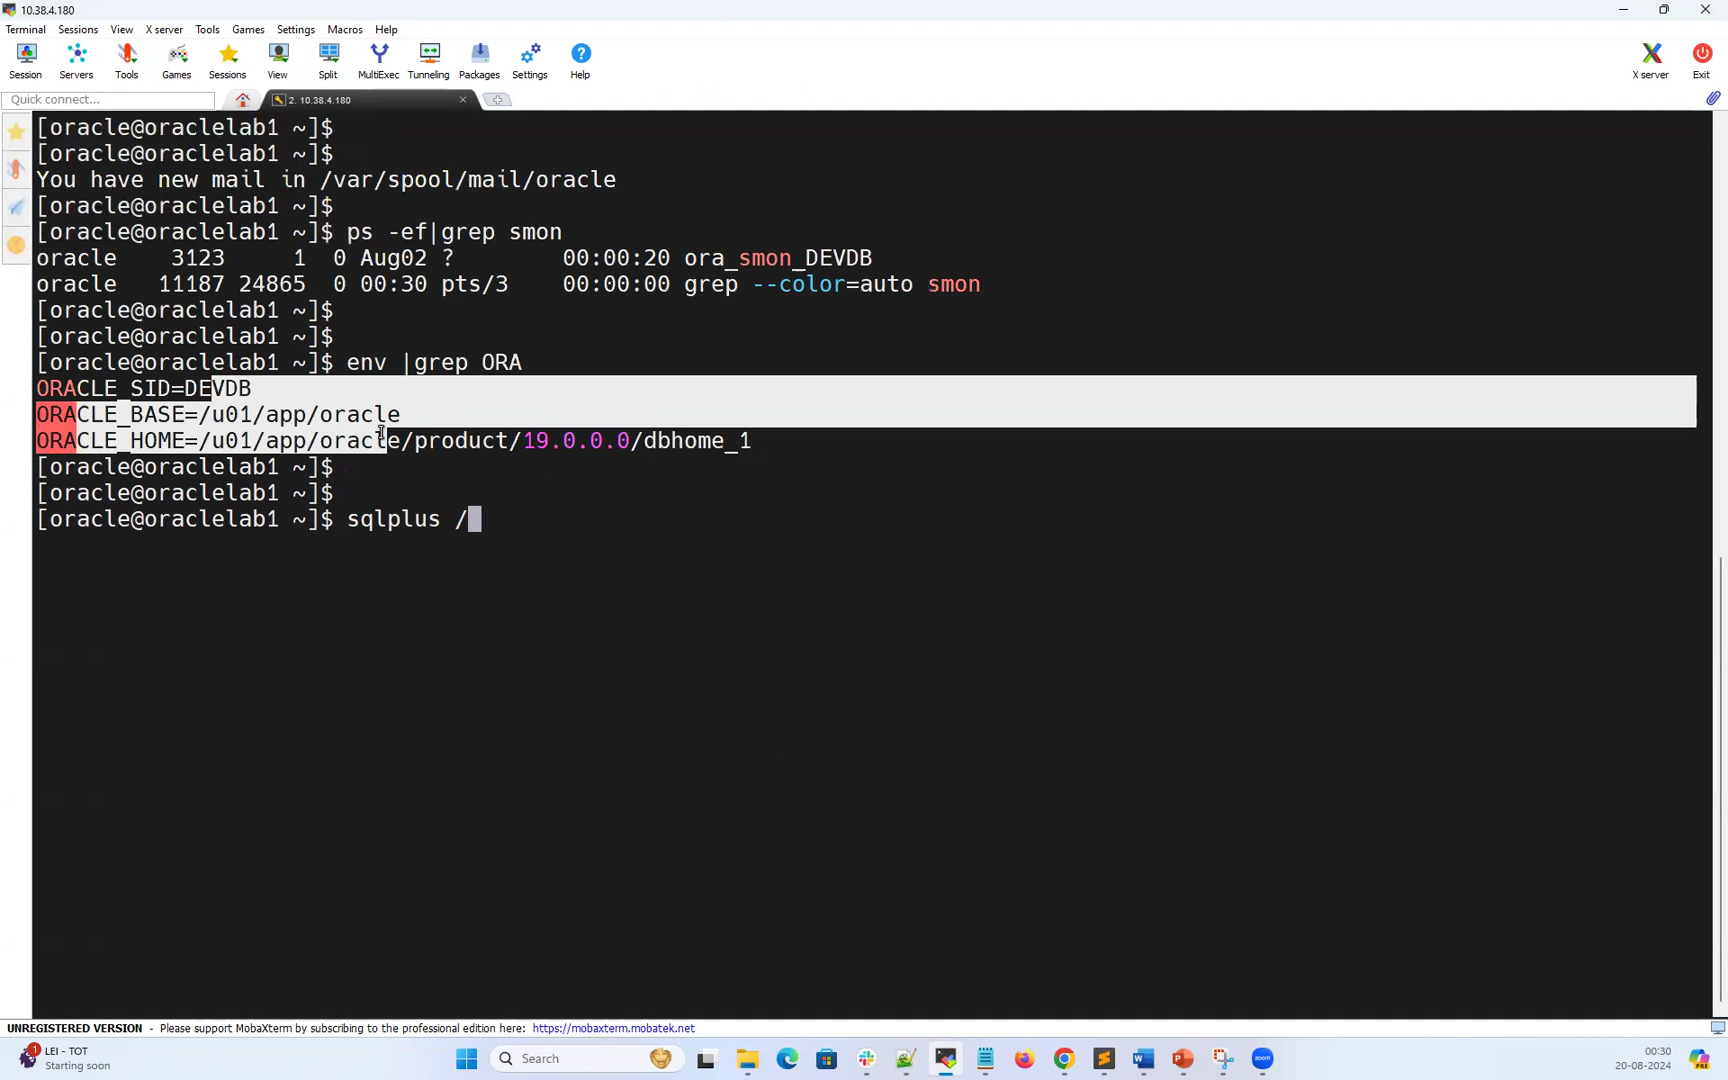 10.38.4.180
Terminal Sessions View X server Tools Games Settings Macros Help
Session Servers Tools Games Sessions View Split MultiExec Tunneling Packages Settings Help X server Exit
Quick connect... 2. 10.38.4.180
[oracle@oraclelab1 ~]$
[oracle@oraclelab1 ~]$
You have new mail in /var/spool/mail/oracle
[oracle@oraclelab1 ~]$
[oracle@oraclelab1 ~]$ ps -ef|grep smon
oracle    3123     1  0 Aug02 ?        00:00:20 ora_smon_DEVDB
oracle   11187 24865  0 00:30 pts/3    00:00:00 grep --color=auto smon
[oracle@oraclelab1 ~]$
[oracle@oraclelab1 ~]$
[oracle@oraclelab1 ~]$ env |grep ORA
ORACLE_SID=DEVDB
ORACLE_BASE=/u01/app/oracle
ORACLE_HOME=/u01/app/oracle/product/19.0.0.0/dbhome_1
[oracle@oraclelab1 ~]$
[oracle@oraclelab1 ~]$
[oracle@oraclelab1 ~]$ sqlplus /
UNREGISTERED VERSION - Please support MobaXterm by subscribing to the professional edition here: https://mobaxterm.mobatek.net
1 LEI - TOT
Starting soon
Search
zoom
PRE
00:30
20-08-2024